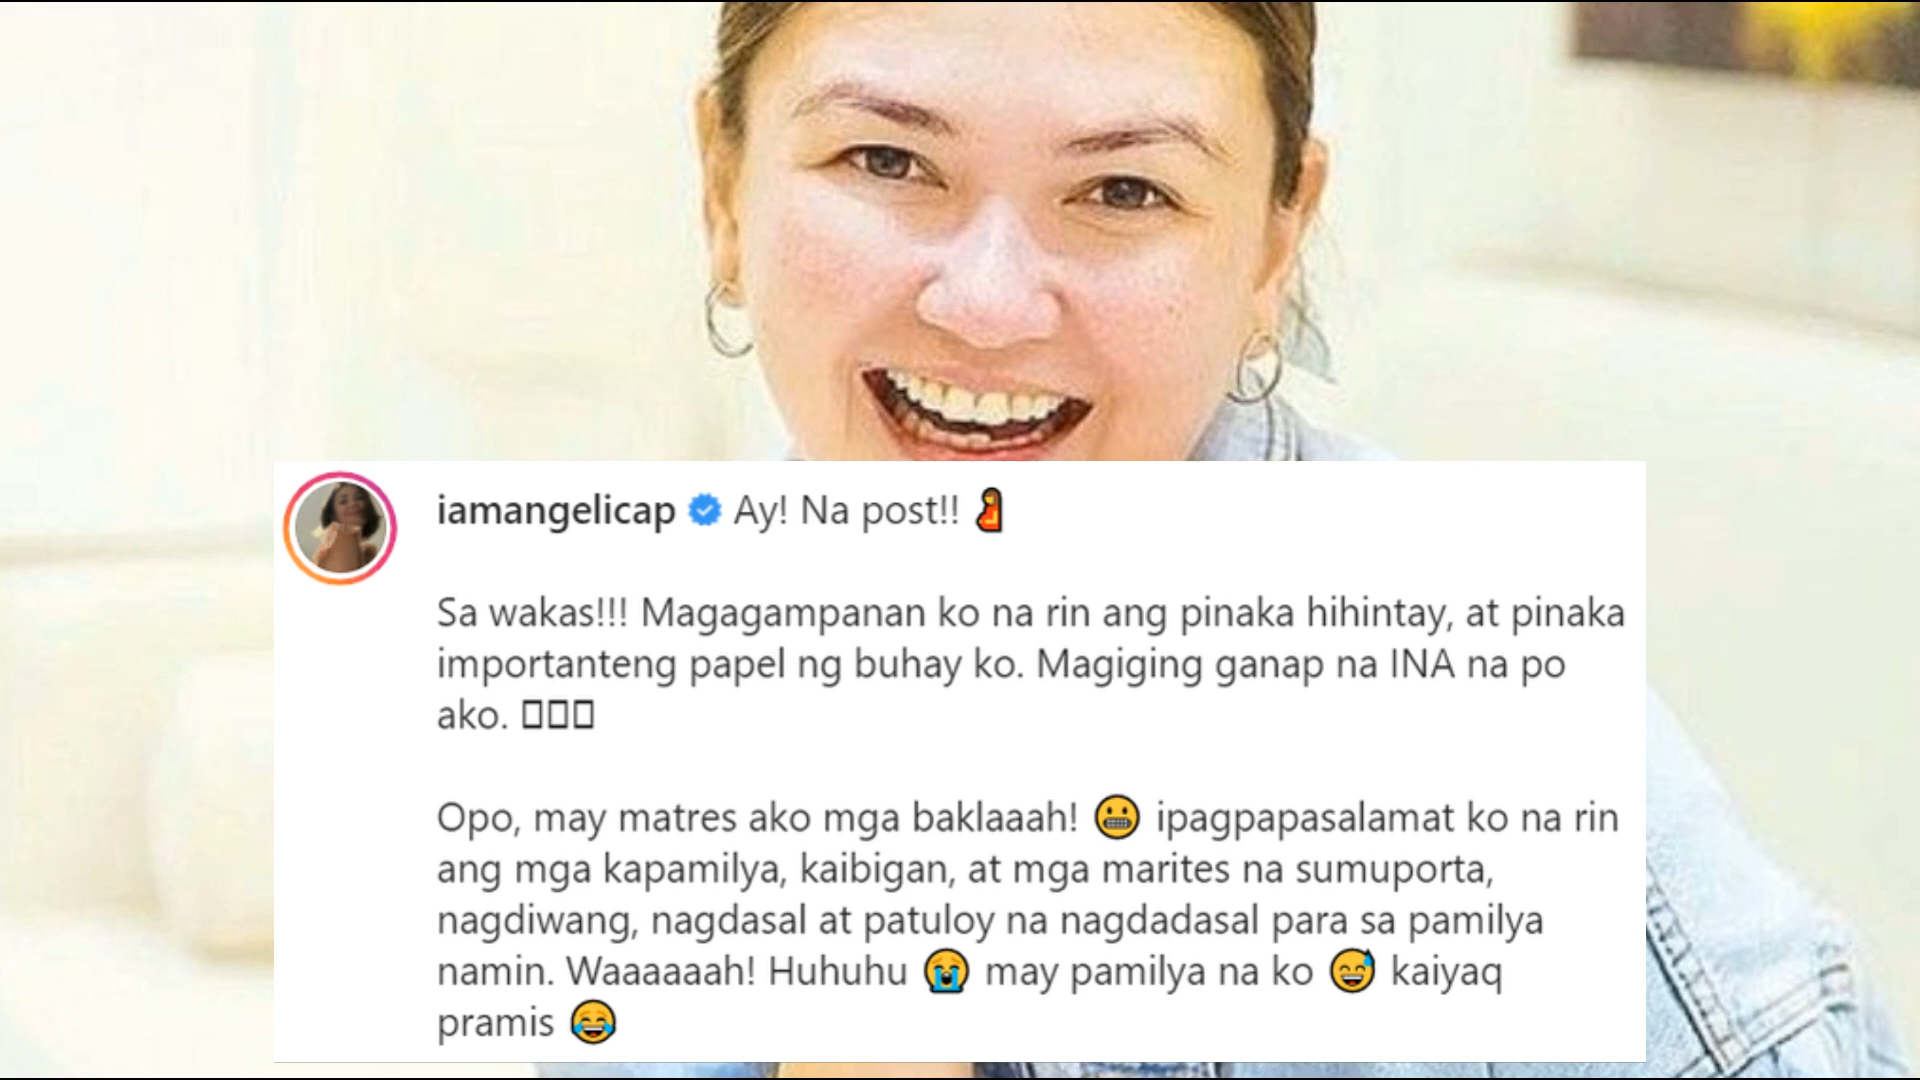 iamangelicap Ay! Na post!! 🤰
Sa wakas!!! Magagampanan ko na rin ang pinaka hihintay, at pinaka
importanteng papel ng buhay ko. Magiging ganap na INA na po
ako. 
Opo, may matres ako mga baklaaah! 😬 ipagpapasalamat ko na rin
ang mga kapamilya, kaibigan, at mga marites na sumuporta,
nagdiwang, nagdasal at patuloy na nagdadasal para sa pamilya
namin. Waaaaaah! Huhuhu 😭 may pamilya na ko 😅 kaiyaq
pramis 😂